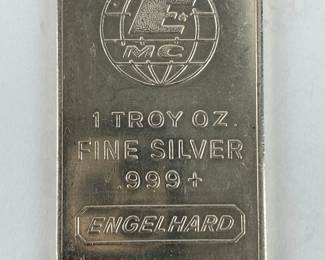 E
MC
1 TROY OZ.
FINE SILVER
.999+
ENGELHARD